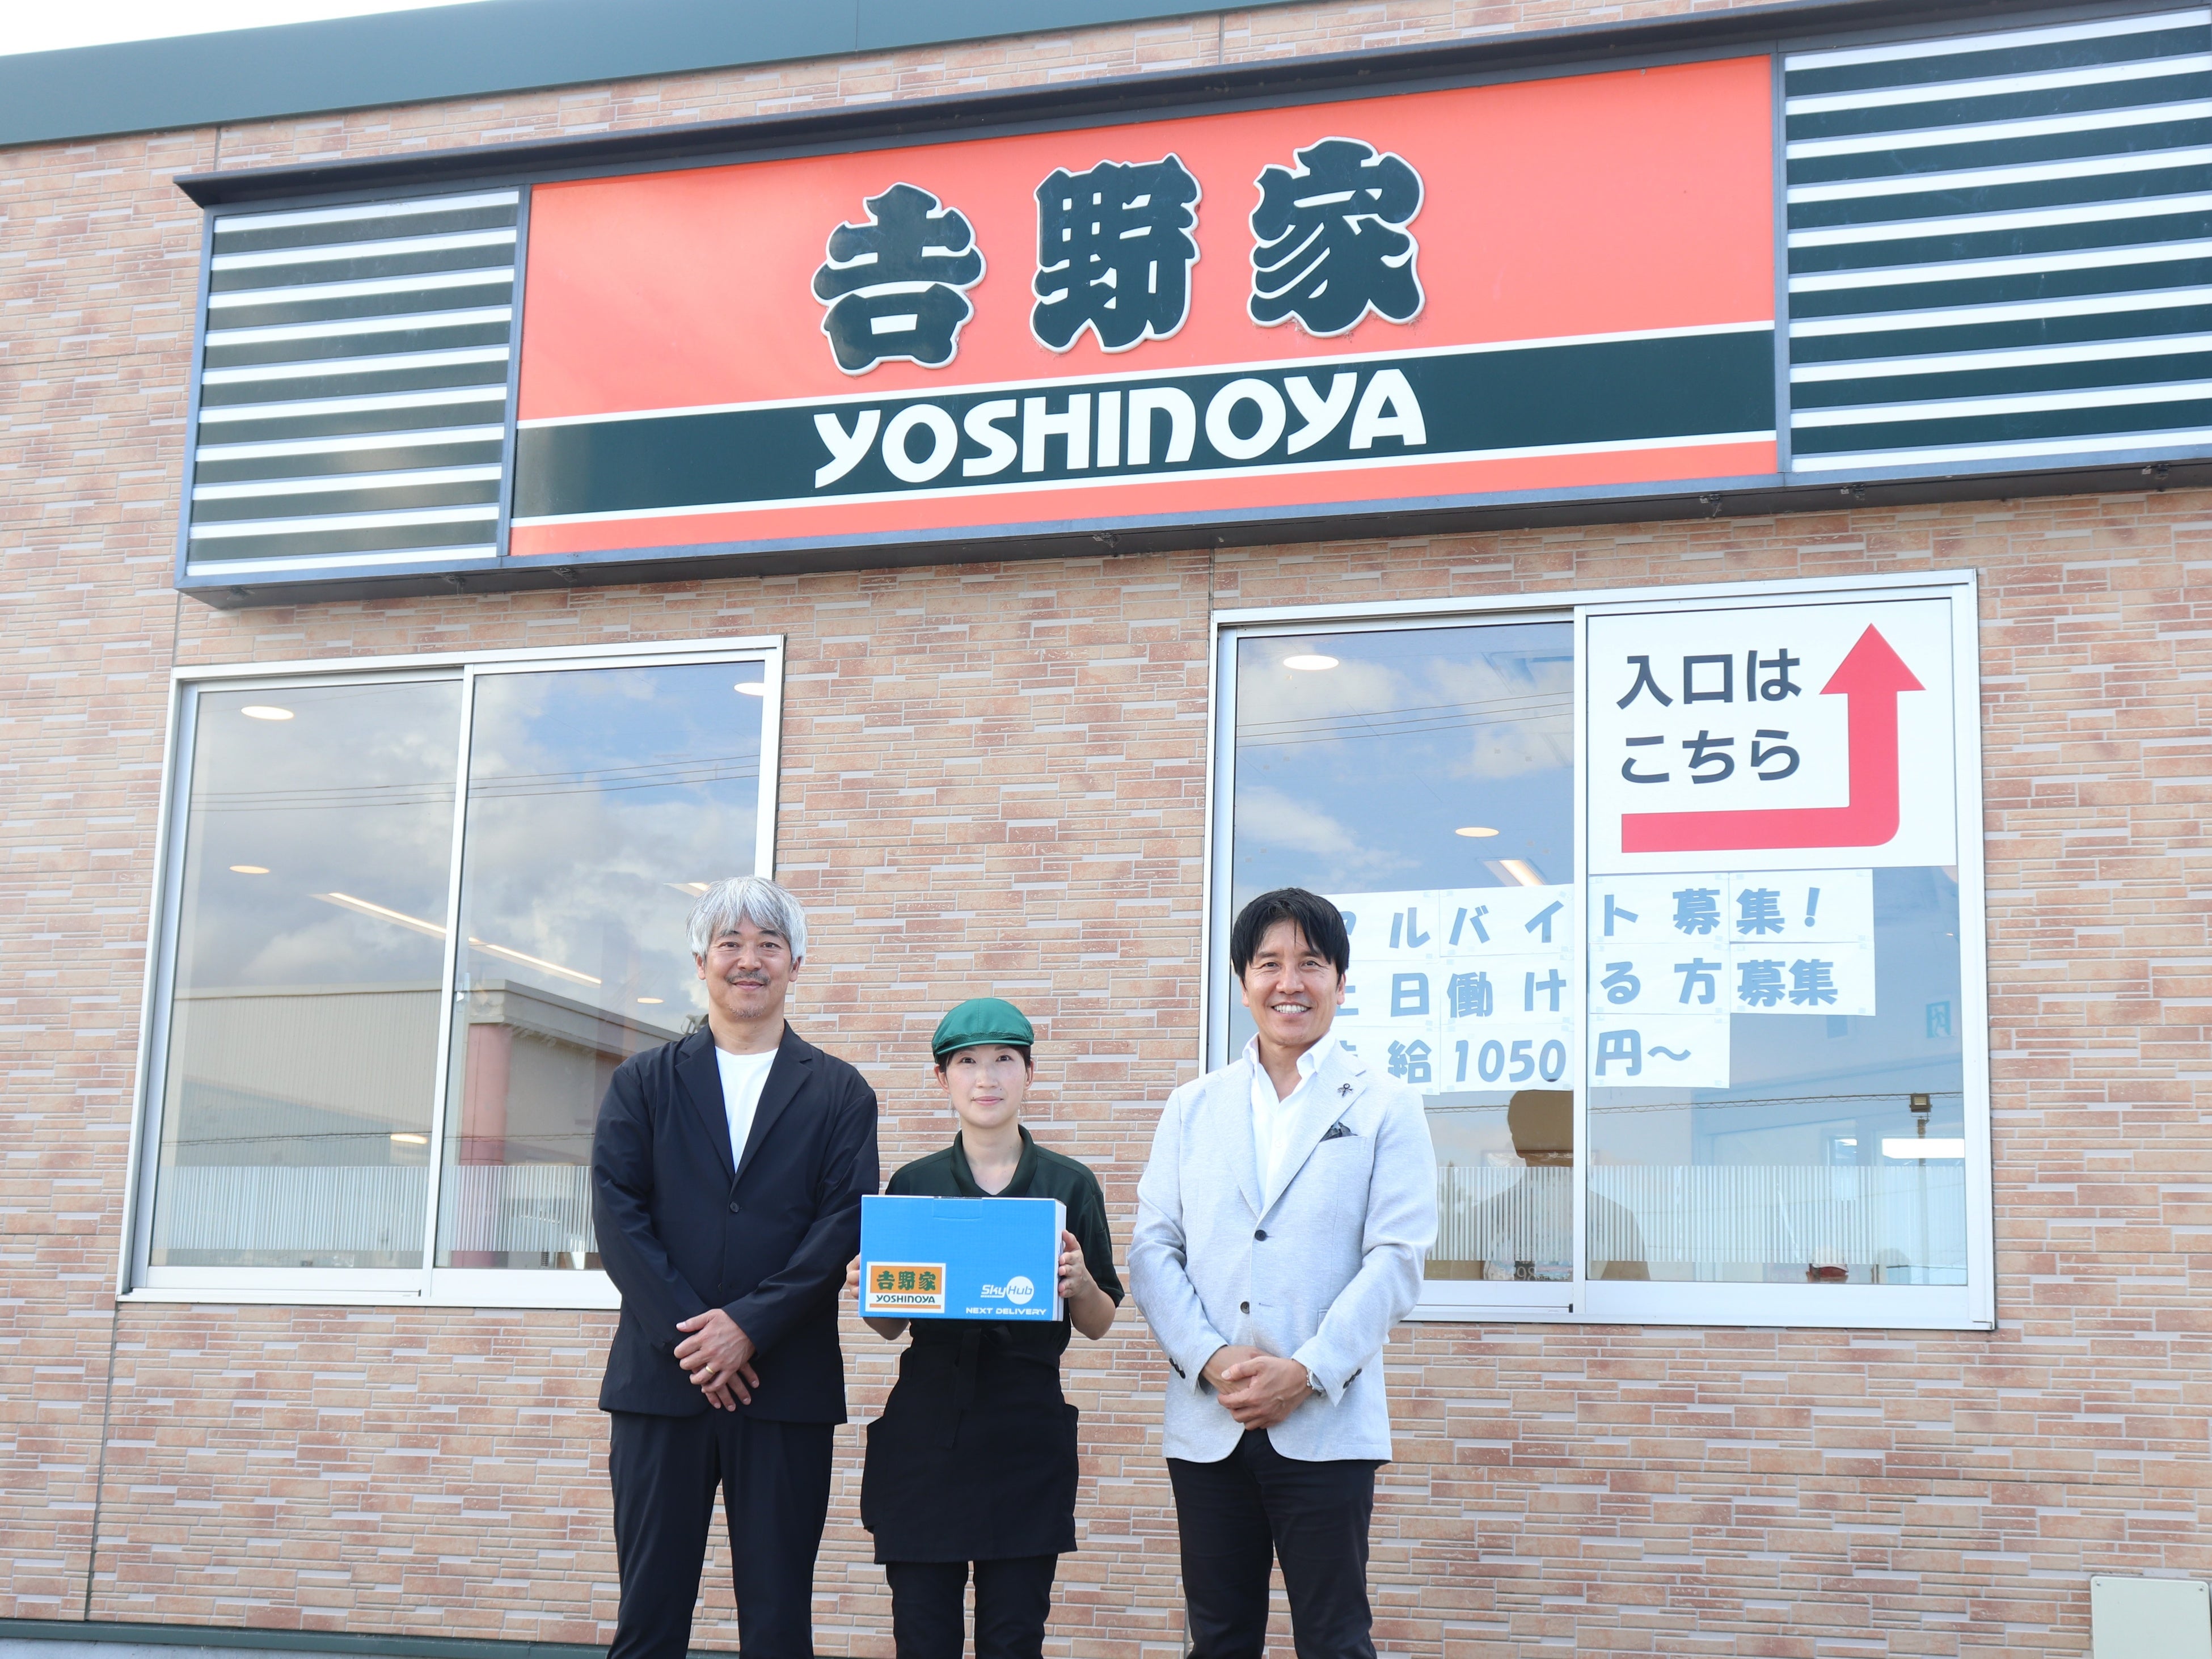 吉野家
YOSHINOYA
入口は
こちら
ルバイト募集!
日働ける方募集
給1050円～
吉野家
YOSHINOYA
SkyHub
NEXT DELIVERY